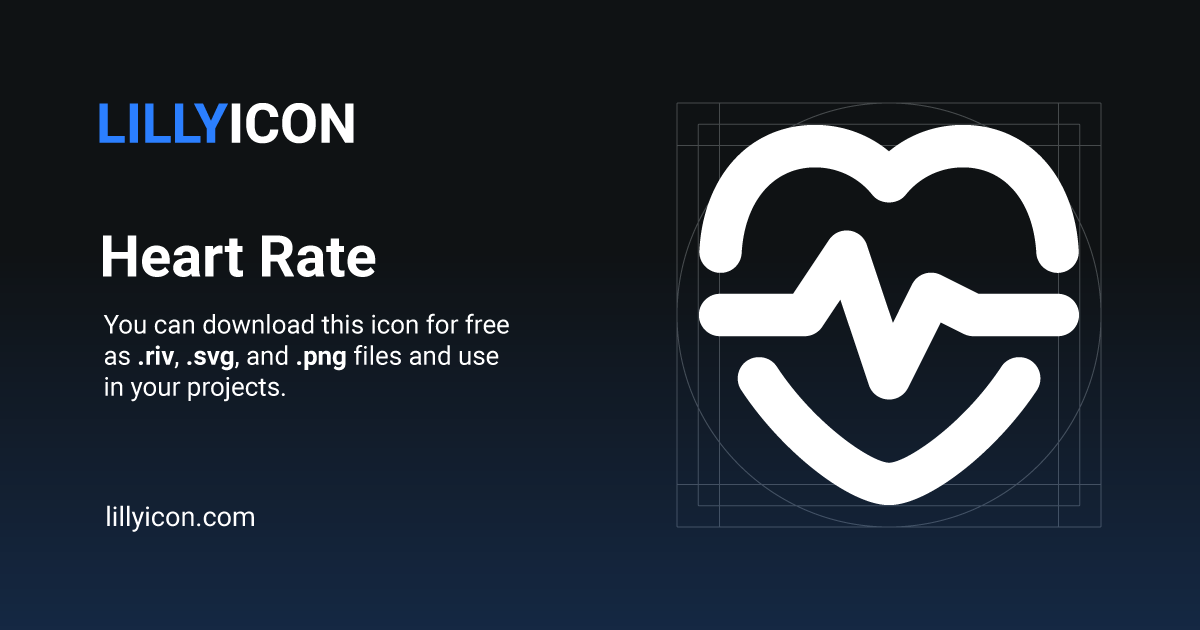 LILLYICON
Heart Rate
You can download this icon for free
as .riv, .svg, and .png files and use
in your projects.
lillyicon.com